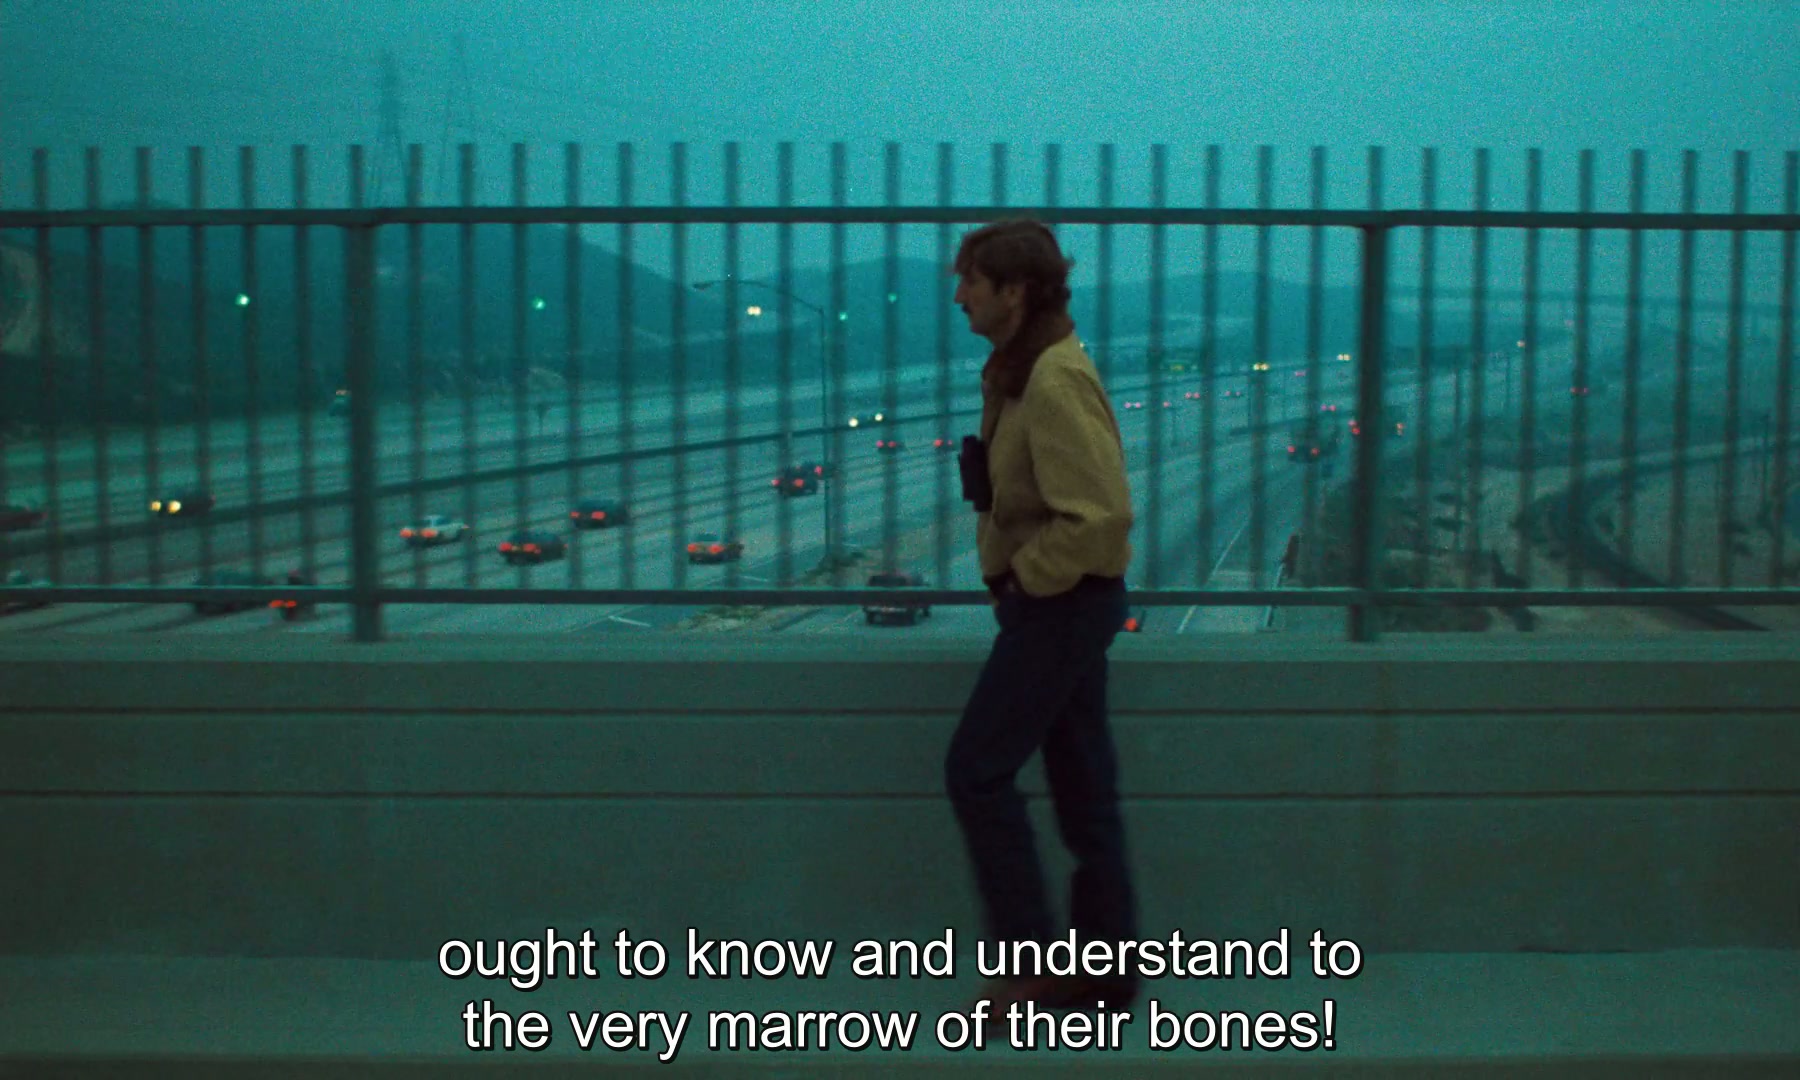 ought to know and understand to
the very marrow of their bones!